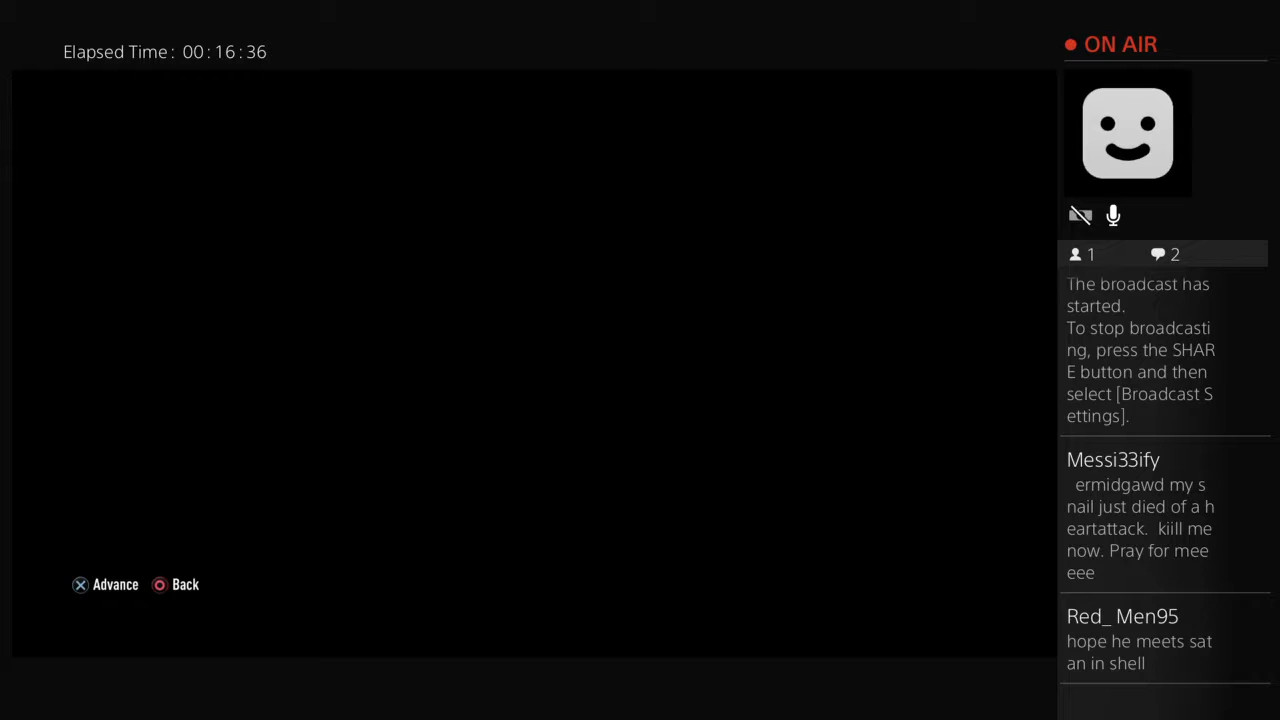 Elapsed Time: 00:16:36
ON AIR
1 2
The broadcast has
started.
To stop broadcasti
ng, press the SHAR
E button and then
select [Broadcast S
ettings].
Messi33ify
ermidgawd my s
nail just died of a h
eartattack. kiill me
now. Pray for mee
eee
Red_ Men95
hope he meets sat
an in shell
Advance Back